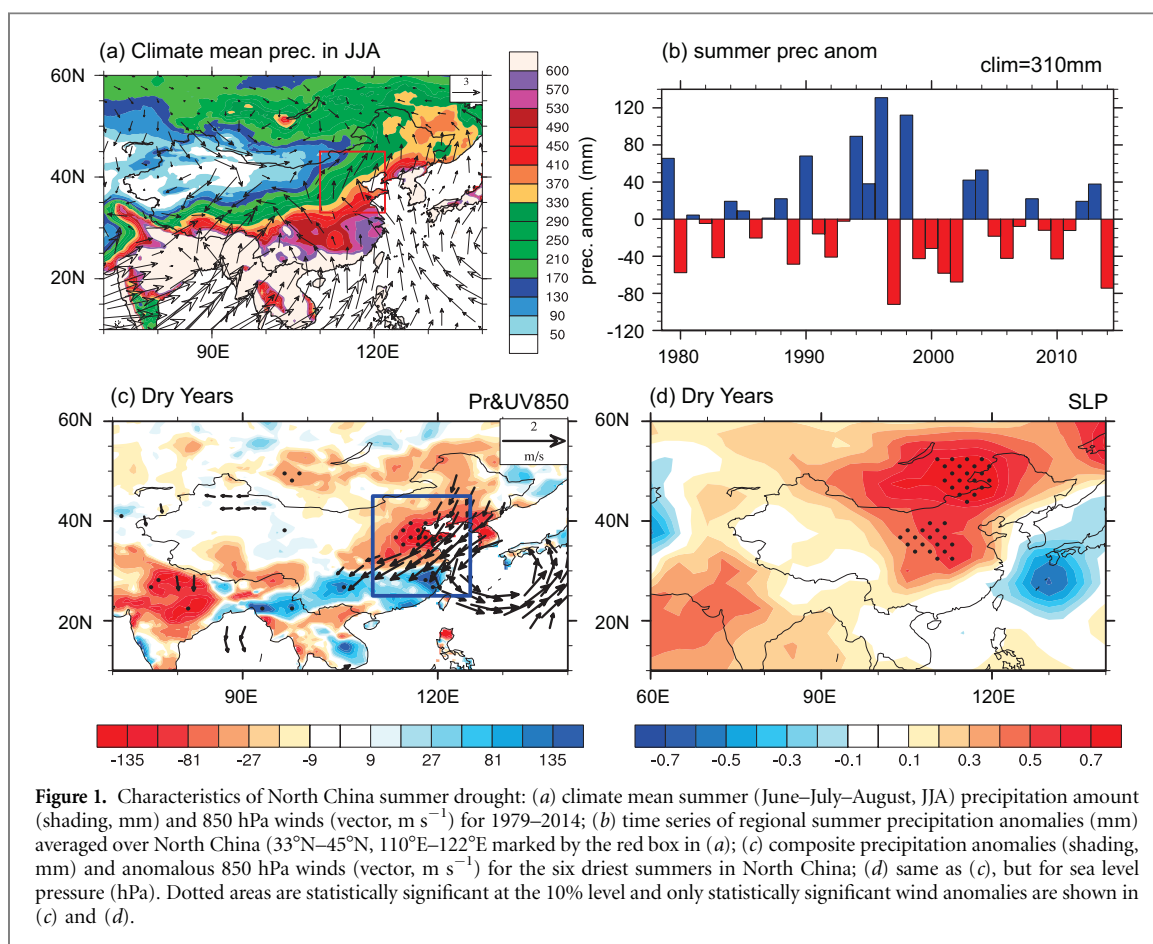 (a) Climate mean prec. in JJA
60N
40N
20N
90E
120E
3
600
570
530
490
450
410
370
330
290
250
210
170
130
90
50
(b) summer prec anom
clim=310mm
prec. anom. (mm)
120
80
40
0
-40
-80
-120
1980
1990
2000
2010
(c) Dry Years
Pr&UV850
2
m/s
60N
40N
20N
90E
120E
-135
-81
-27
-9
9
27
81
135
(d) Dry Years
SLP
60N
40N
20N
60E
90E
120E
-0.7
-0.5
-0.3
-0.1
0.1
0.3
0.5
0.7
Figure 1. Characteristics of North China summer drought: (a) climate mean summer (June–July–August, JJA) precipitation amount
(shading, mm) and 850 hPa winds (vector, m s⁻¹) for 1979–2014; (b) time series of regional summer precipitation anomalies (mm)
averaged over North China (33°N–45°N, 110°E–122°E marked by the red box in (a); (c) composite precipitation anomalies (shading,
mm) and anomalous 850 hPa winds (vector, m s⁻¹) for the six driest summers in North China; (d) same as (c), but for sea level
pressure (hPa). Dotted areas are statistically significant at the 10% level and only statistically significant wind anomalies are shown in
(c) and (d).